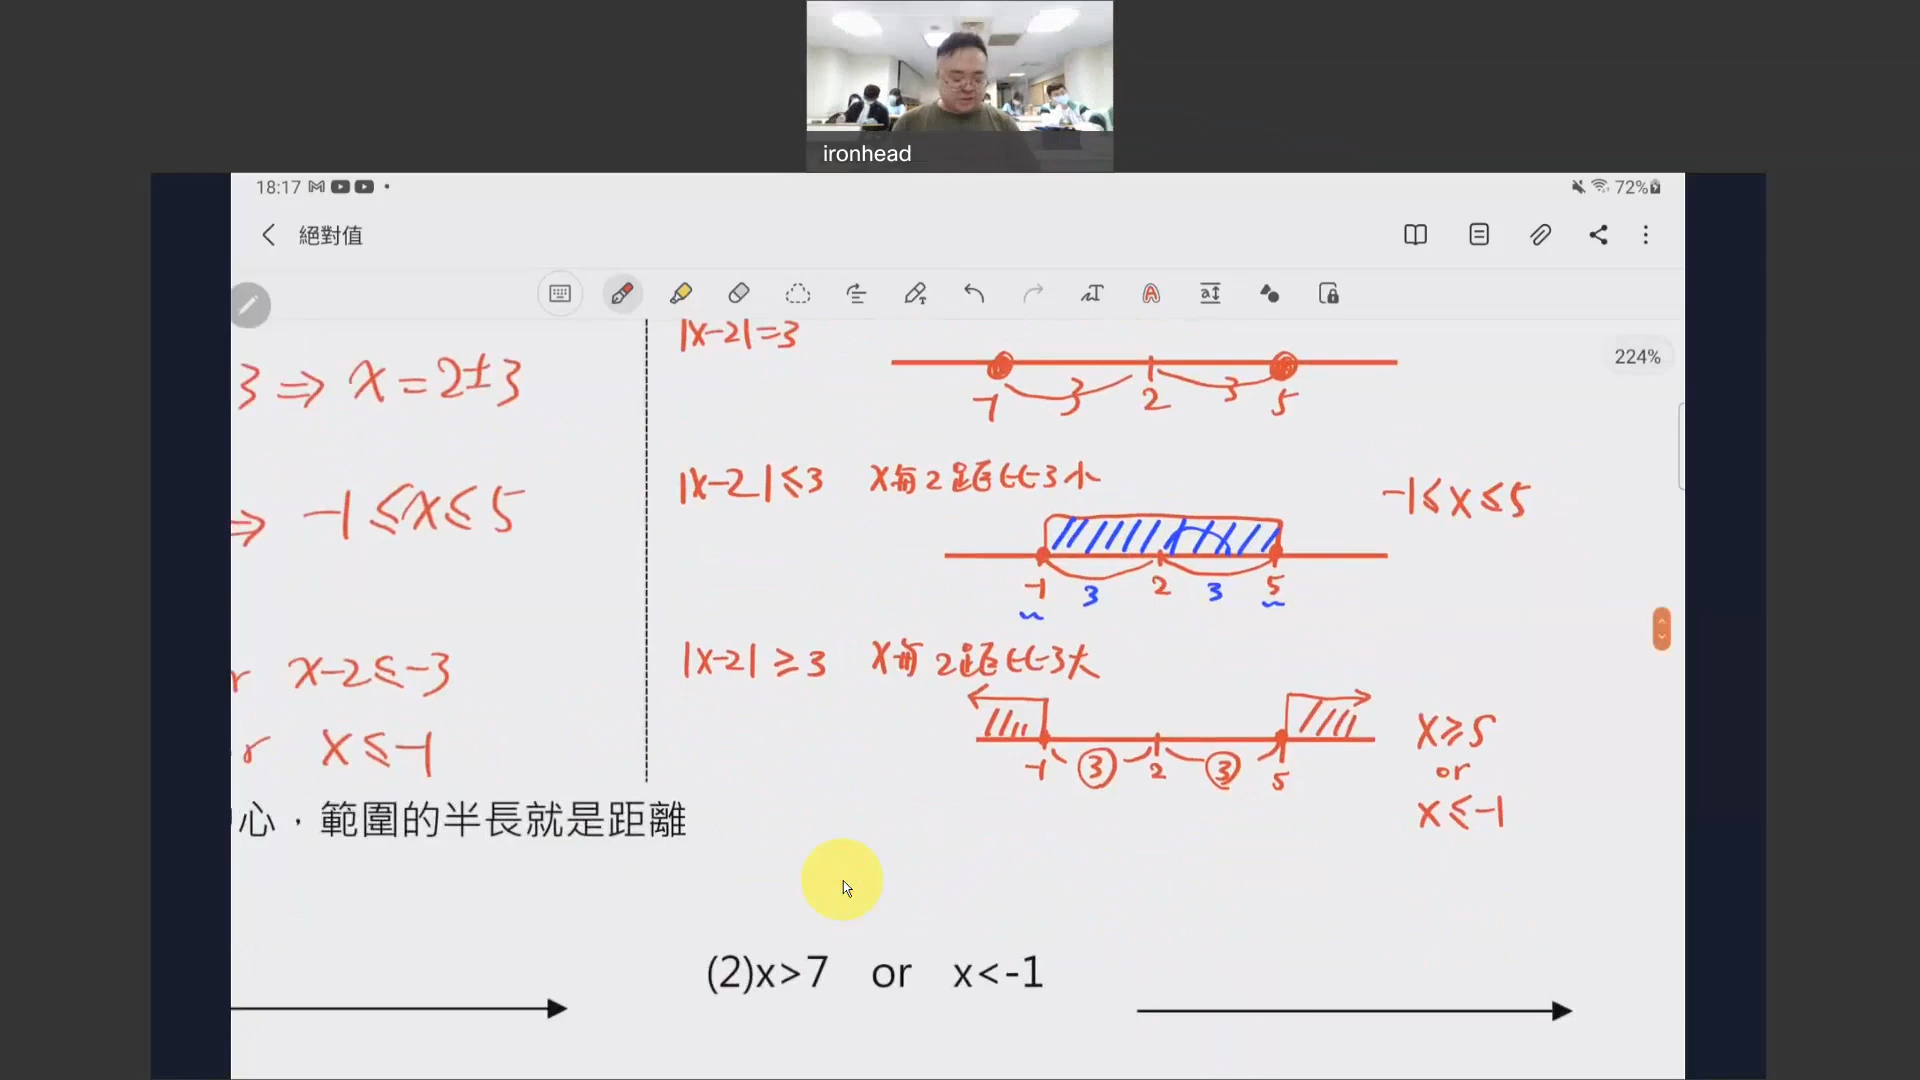 ironhead
18:17
72%
絕對值
224%
3 ⇒ x = 2±3
⇒ -1 ≤ x ≤ 5
r x-2 ≤ -3
or x ≤ -1
心，範圍的半長就是距離
|x-2|=3
-1 3 2 3 5
|x-2| ≤ 3 x與2距比3小
-1 ≤ x ≤ 5
-1 3 2 3 5
|x-2| ≥ 3 x與2距比3大
-1 3 2 3 5
x ≥ 5
or
x ≤ -1
(2)x>7 or x<-1